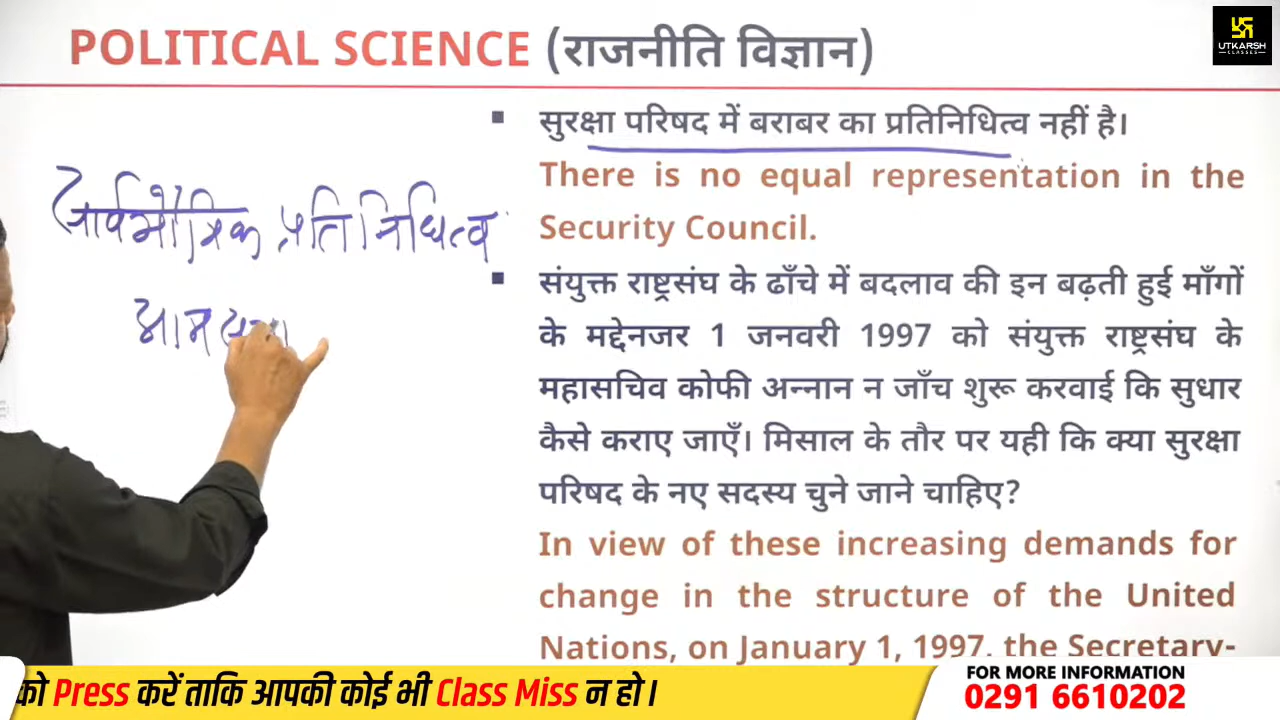 POLITICAL SCIENCE (राजनीति विज्ञान)
UTKARSH
CLASSES
▪ सुरक्षा परिषद में बराबर का प्रतिनिधित्व नहीं है।
There is no equal representation in the
Security Council.
▪ संयुक्त राष्ट्रसंघ के ढाँचे में बदलाव की इन बढ़ती हुई माँगों
के मद्देनजर 1 जनवरी 1997 को संयुक्त राष्ट्रसंघ के
महासचिव कोफी अन्नान न जाँच शुरू करवाई कि सुधार
कैसे कराए जाएँ। मिसाल के तौर पर यही कि क्या सुरक्षा
परिषद के नए सदस्य चुने जाने चाहिए?
In view of these increasing demands for
change in the structure of the United
Nations, on January 1, 1997, the Secretary-
प्रतिनिधित्व
को Press करें ताकि आपकी कोई भी Class Miss न हो।
FOR MORE INFORMATION
0291 6610202